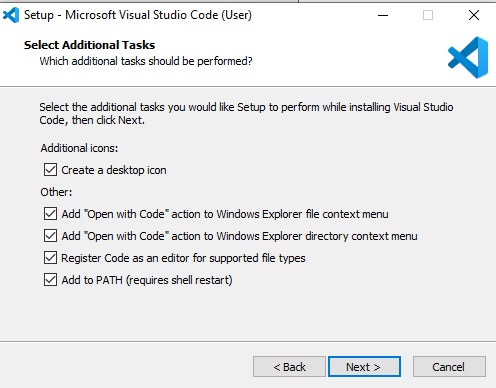 Setup - Microsoft Visual Studio Code (User)
Select Additional Tasks
Which additional tasks should be performed?
Select the additional tasks you would like Setup to perform while installing Visual Studio
Code, then click Next.
Additional icons:
Create a desktop icon
Other:
Add "Open with Code" action to Windows Explorer file context menu
Add "Open with Code" action to Windows Explorer directory context menu
Register Code as an editor for supported file types
Add to PATH (requires shell restart)
< Back Next > Cancel